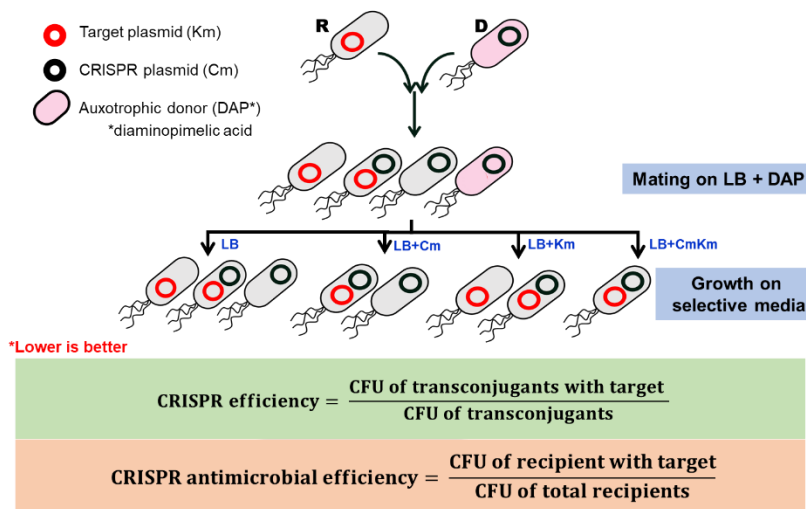 R
D
Target plasmid (Km)
CRISPR plasmid (Cm)
Auxotrophic donor (DAP*)
*diaminopimelic acid
Mating on LB + DAP
LB
LB+Cm
LB+Km
LB+CmKm
Growth on
selective media
*Lower is better
CRISPR efficiency = CFU of transconjugants with target
CFU of transconjugants
CRISPR antimicrobial efficiency = CFU of recipient with target
CFU of total recipients